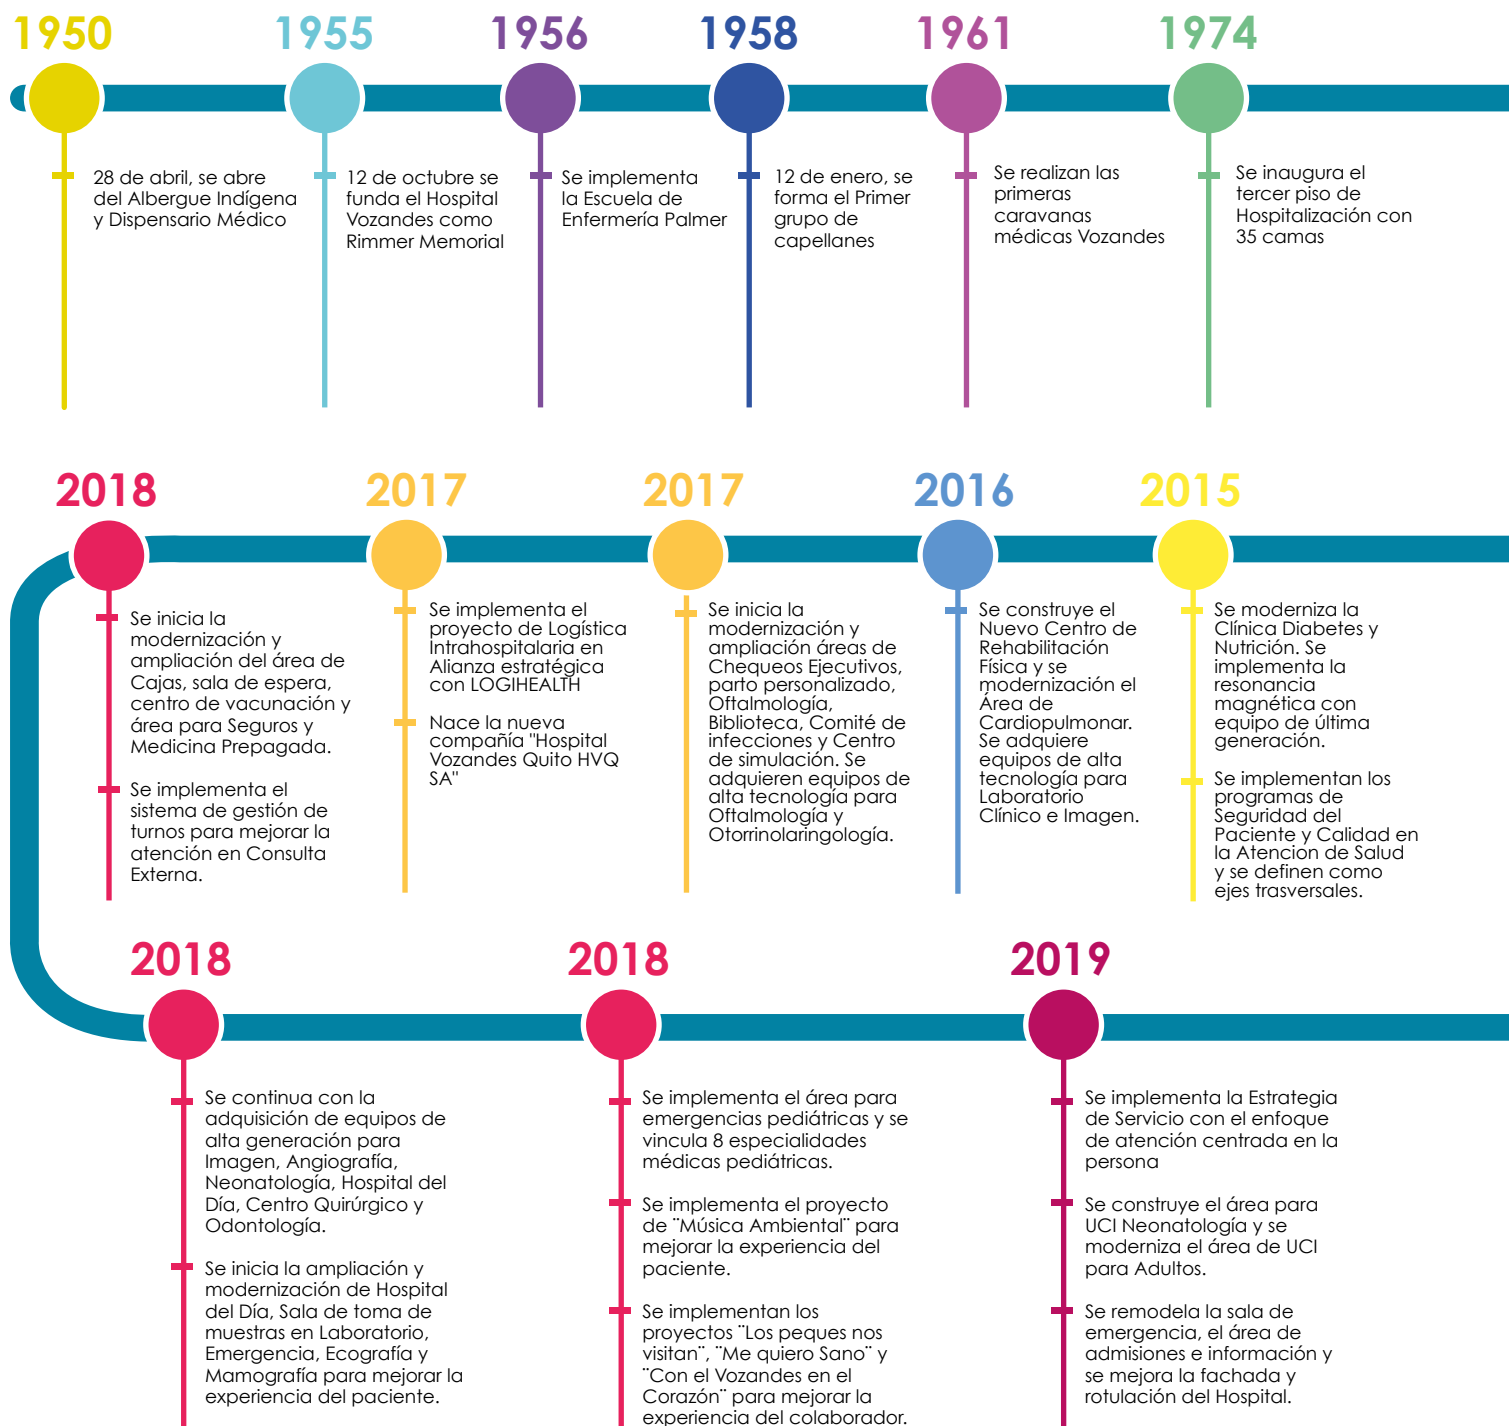 1950
28 de abril, se abre
del Albergue Indígena
y Dispensario Médico
1955
12 de octubre se
funda el Hospital
Vozandes como
Rimmer Memorial
1956
Se implementa
la Escuela de
Enfermería Palmer
1958
12 de enero, se
forma el Primer
grupo de
capellanes
1961
Se realizan las
primeras
caravanas
médicas Vozandes
1974
Se inaugura el
tercer piso de
Hospitalización con
35 camas
2018
Se inicia la
modernización y
ampliación del área de
Cajas, sala de espera,
centro de vacunación y
área para Seguros y
Medicina Prepagada.
Se implementa el
sistema de gestión de
turnos para mejorar la
atención en Consulta
Externa.
2017
Se implementa el
proyecto de Logística
Intrahospitalaria en
Alianza estratégica
con LOGIHEALTH
Nace la nueva
compañía "Hospital
Vozandes Quito HVQ
SA"
2017
Se inicia la
modernización y
ampliación áreas de
Chequeos Ejecutivos,
parto personalizado,
Oftalmología,
Biblioteca, Comité de
infecciones y Centro
de simulación. Se
adquieren equipos de
alta tecnología para
Oftalmología y
Otorrinolaringología.
2016
Se construye el
Nuevo Centro de
Rehabilitación
Física y se
modernización el
Área de
Cardiopulmonar.
Se adquiere
equipos de alta
tecnología para
Laboratorio
Clínico e Imagen.
2015
Se moderniza la
Clínica Diabetes y
Nutrición. Se
implementa la
resonancia
magnética con
equipo de última
generación.
Se implementan los
programas de
Seguridad del
Paciente y Calidad en
la Atencion de Salud
y se definen como
ejes trasversales.
2018
Se continua con la
adquisición de equipos de
alta generación para
Imagen, Angiografía,
Neonatología, Hospital del
Día, Centro Quirúrgico y
Odontología.
Se inicia la ampliación y
modernización de Hospital
del Día, Sala de toma de
muestras en Laboratorio,
Emergencia, Ecografía y
Mamografía para mejorar la
experiencia del paciente.
2018
Se implementa el área para
emergencias pediátricas y se
vincula 8 especialidades
médicas pediátricas.
Se implementa el proyecto
de ¨Música Ambiental¨ para
mejorar la experiencia del
paciente.
Se implementan los
proyectos ¨Los peques nos
visitan¨, ¨Me quiero Sano¨ y
¨Con el Vozandes en el
Corazón¨ para mejorar la
experiencia del colaborador.
2019
Se implementa la Estrategia
de Servicio con el enfoque
de atención centrada en la
persona
Se construye el área para
UCI Neonatología y se
moderniza el área de UCI
para Adultos.
Se remodela la sala de
emergencia, el área de
admisiones e información y
se mejora la fachada y
rotulación del Hospital.